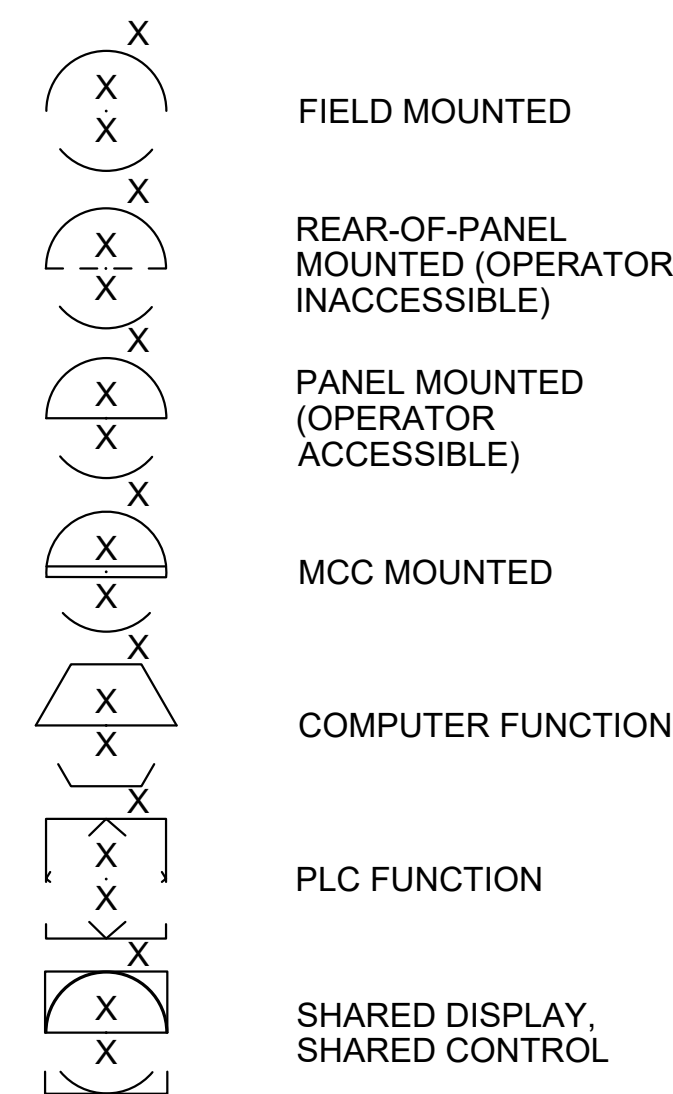 X
X
X
FIELD MOUNTED
X
X
X
REAR-OF-PANEL
MOUNTED (OPERATOR
INACCESSIBLE)
X
X
X
PANEL MOUNTED
(OPERATOR
ACCESSIBLE)
X
X
X
MCC MOUNTED
X
X
X
COMPUTER FUNCTION
X
X
X
PLC FUNCTION
X
X
X
SHARED DISPLAY,
SHARED CONTROL